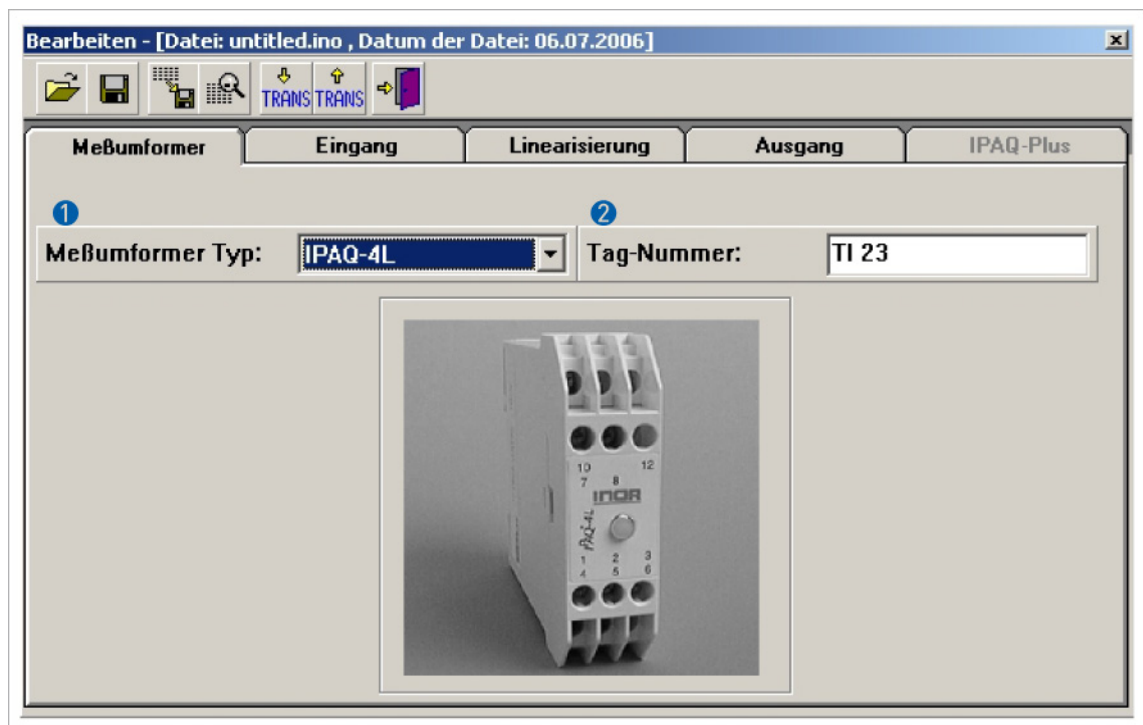 Bearbeiten - [Datei: untitled.ino , Datum der Datei: 06.07.2006]
TRANS TRANS
Meßumformer Eingang Linearisierung Ausgang IPAQ-Plus
1 2
Meßumformer Typ: IPAQ-4L Tag-Nummer: TI 23
10 12
7 8
INOR
IPAQ-4L
1 2 3
4 5 6